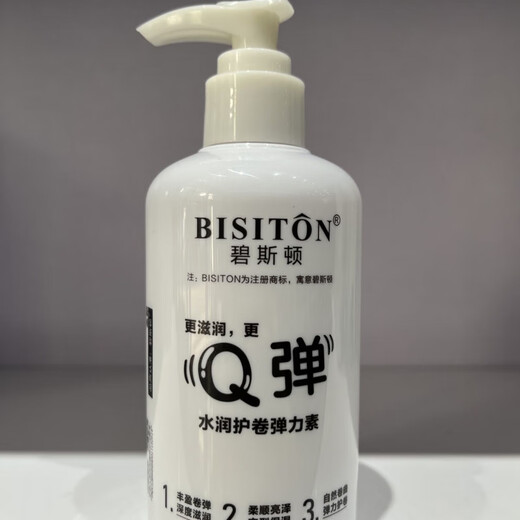 BISITÔN®
碧斯顿
注：BISITON为注册商标，寓意碧斯顿
更滋润，更
Q弹
水润护卷弹力素
1. 丰盈卷弹
深度滋润
2. 柔顺亮泽
3. 自然卷曲
弹力护卷